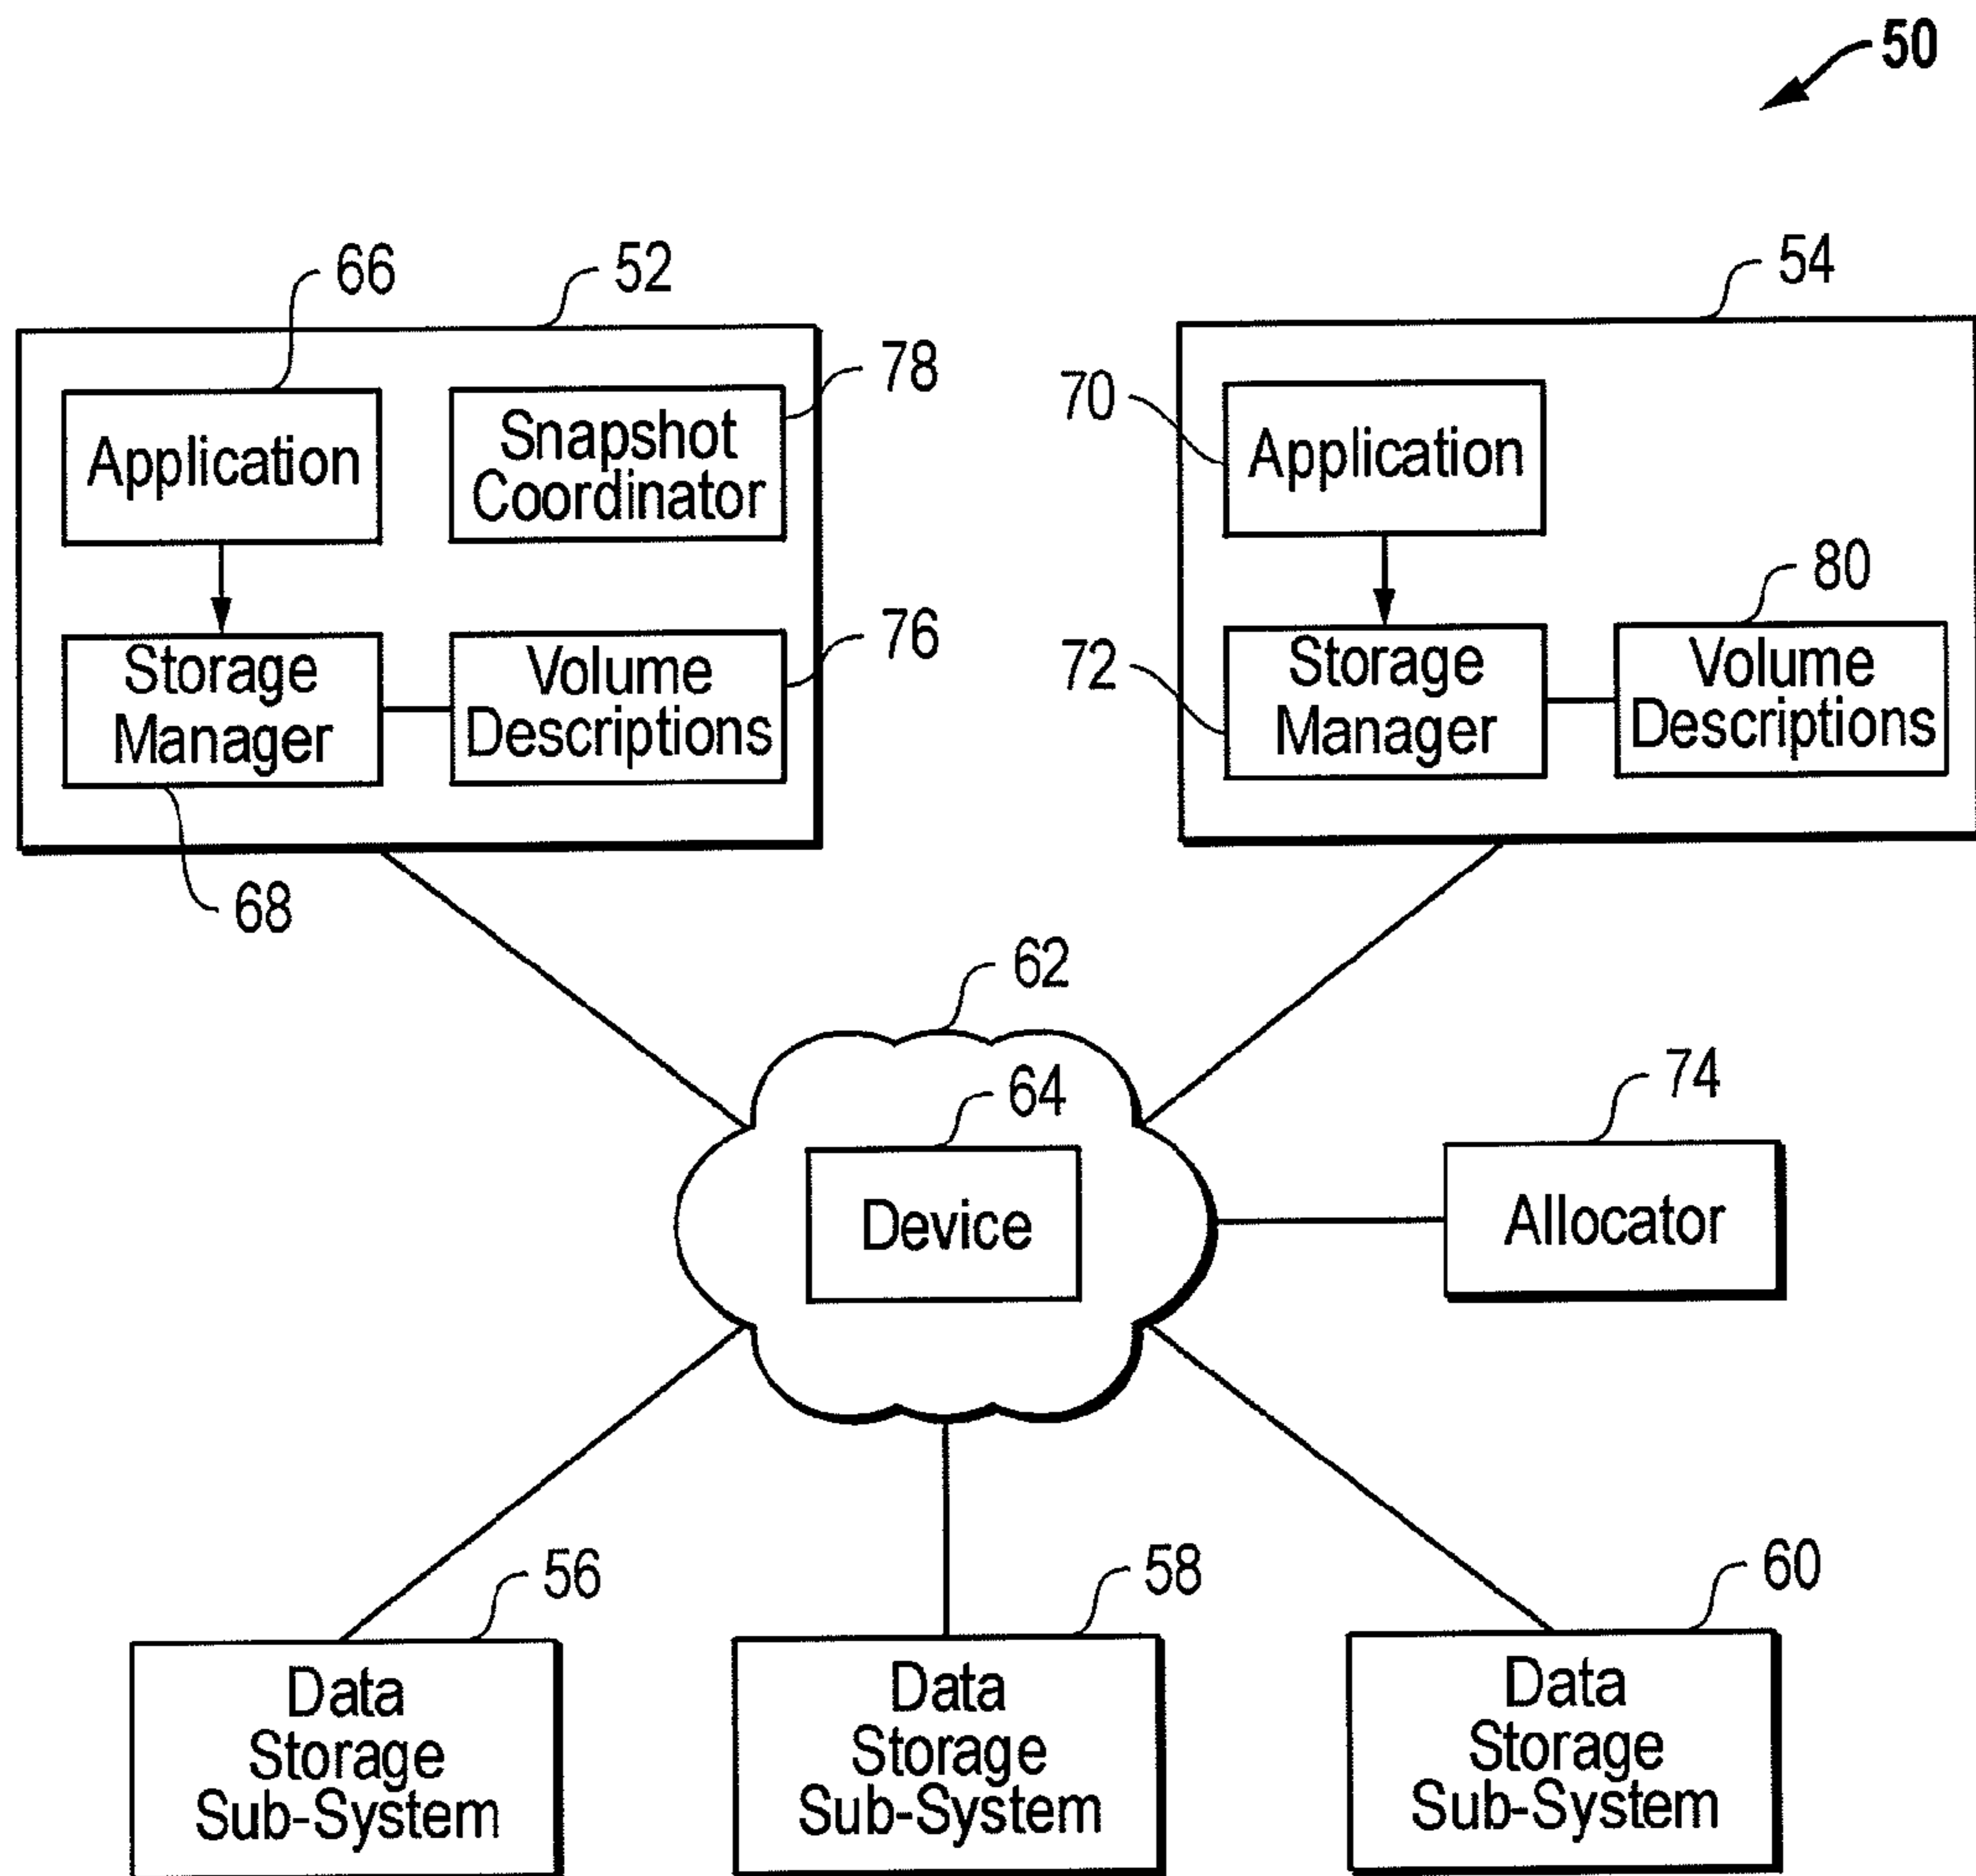 50
66
52
54
78
70
Application
Snapshot
Coordinator
Application
80
76
72
Storage
Manager
Volume
Descriptions
Storage
Manager
Volume
Descriptions
68
62
64
74
Device
Allocator
56
58
60
Data
Storage
Sub-System
Data
Storage
Sub-System
Data
Storage
Sub-System